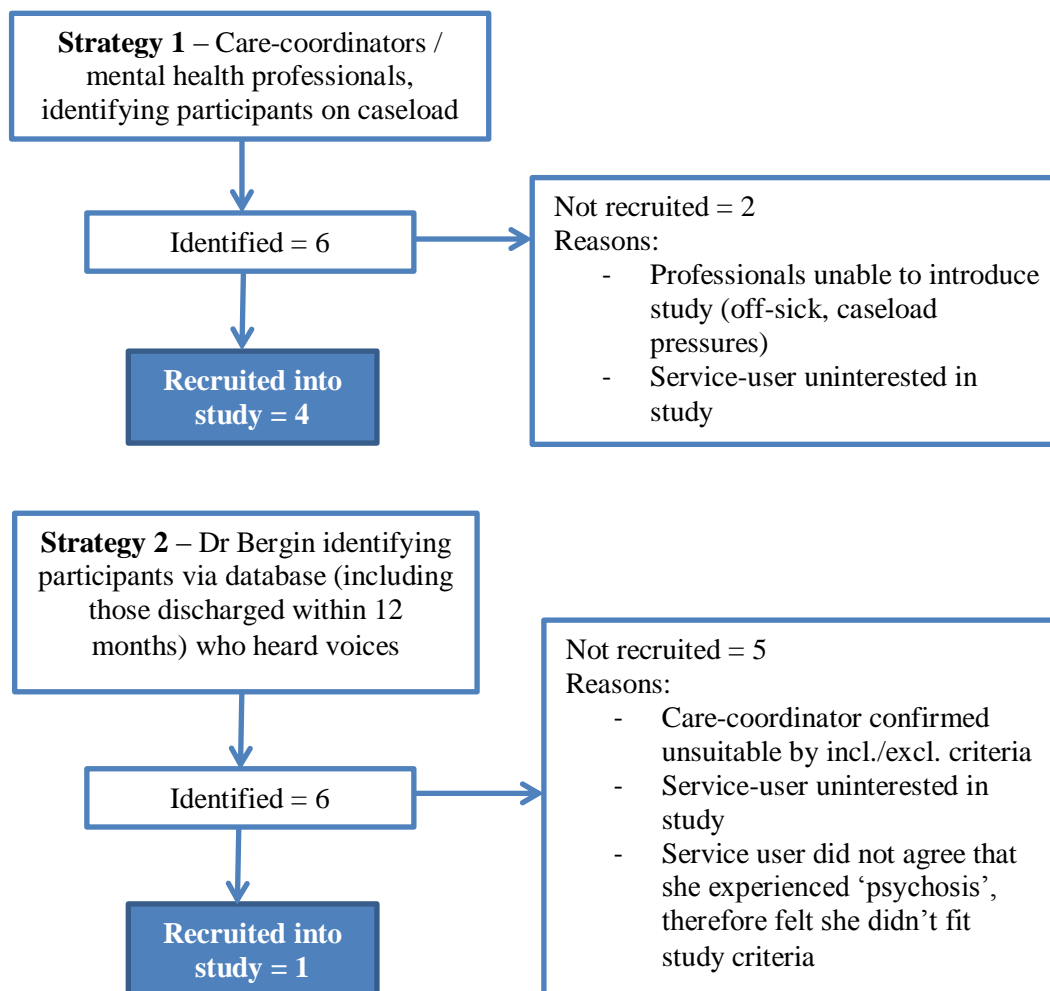 Strategy 1 – Care-coordinators /
mental health professionals,
identifying participants on caseload
Identified = 6
Not recruited = 2
Reasons:
- Professionals unable to introduce
study (off-sick, caseload
pressures)
- Service-user uninterested in
study
Recruited into
study = 4
Strategy 2 – Dr Bergin identifying
participants via database (including
those discharged within 12
months) who heard voices
Identified = 6
Not recruited = 5
Reasons:
- Care-coordinator confirmed
unsuitable by incl./excl. criteria
- Service-user uninterested in
study
- Service user did not agree that
she experienced ‘psychosis’,
therefore felt she didn’t fit
study criteria
Recruited into
study = 1